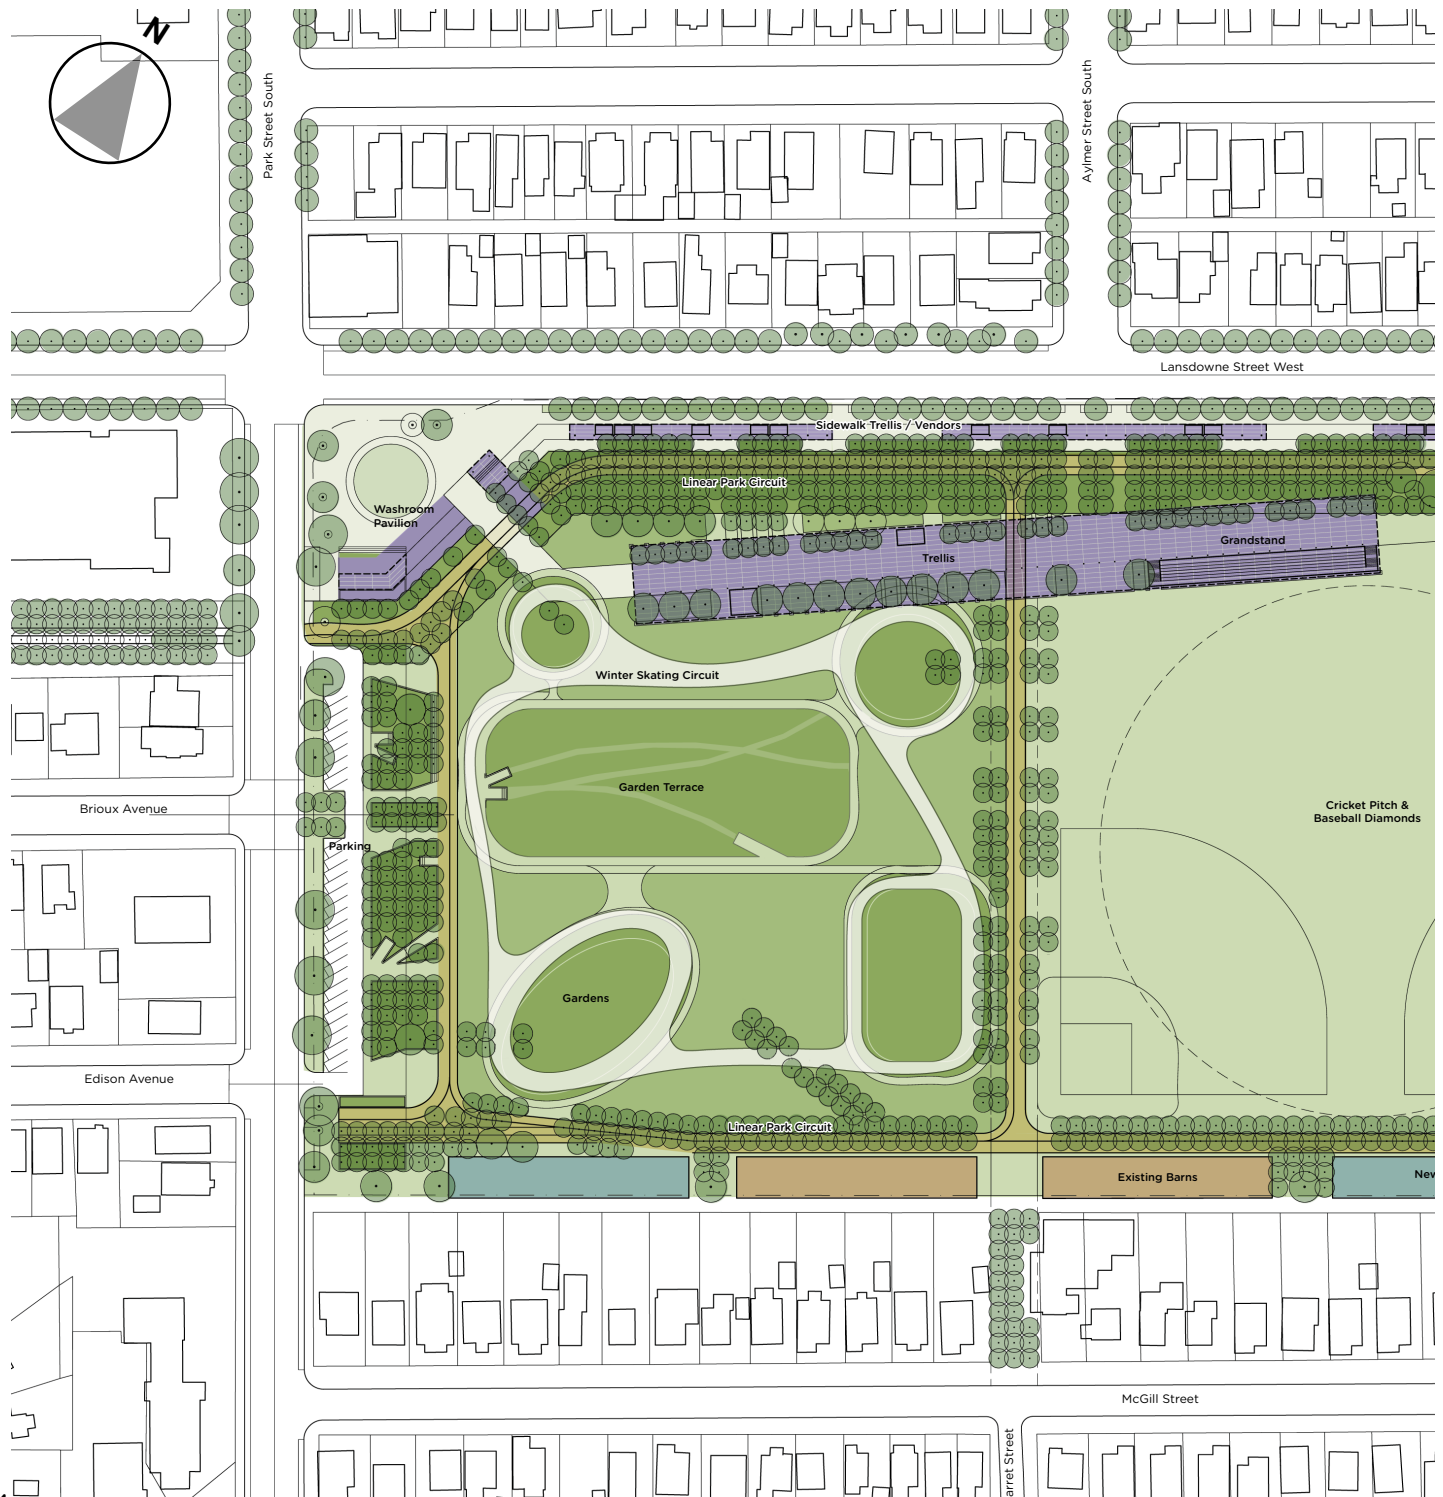 N
Park Street South
Aylmer Street South
Lansdowne Street West
Sidewalk Trellis / Vendors
Linear Park Circuit
Washroom
Pavilion
Grandstand
Trellis
Winter Skating Circuit
Garden Terrace
Cricket Pitch &
Baseball Diamonds
Brioux Avenue
Parking
Gardens
Edison Avenue
Linear Park Circuit
Existing Barns
New
McGill Street
arret Street